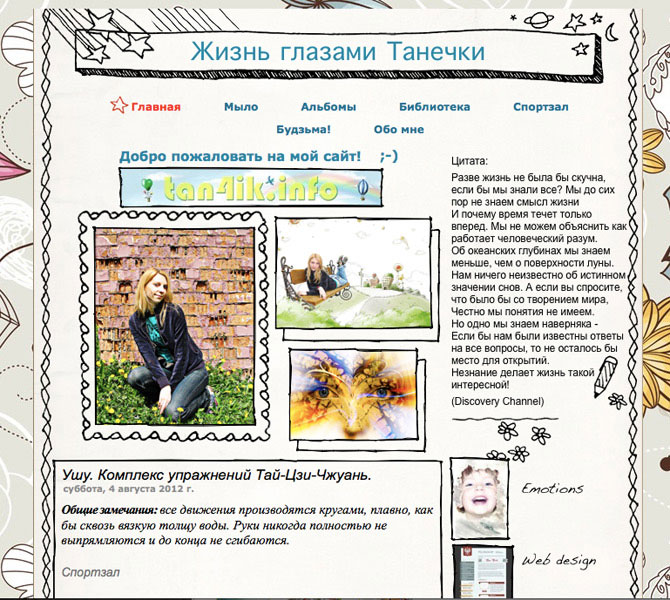 Жизнь глазами Танечки
Главная Мыло Альбомы Библиотека Спортзал
Будзьма! Обо мне
Добро пожаловать на мой сайт! ;-)
tan4ik.info
Цитата:
Разве жизнь не была бы скучна,
если бы мы знали все? Мы до сих
пор не знаем смысл жизни
И почему время течет только
вперед. Мы не можем объяснить как
работает человеческий разум.
Об океанских глубинах мы знаем
меньше, чем о поверхности луны.
Нам ничего неизвестно об истинном
значении снов. А если вы спросите,
что было бы со творением мира,
Честно мы понятия не имеем.
Но одно мы знаем наверняка -
Если бы нам были известны ответы
на все вопросы, то не осталось бы
место для открытий.
Незнание делает жизнь такой
интересной!
(Discovery Channel)
Ушу. Комплекс упражнений Тай-Цзи-Чжуань.
суббота, 4 августа 2012 г.
Общие замечания: все движения производятся кругами, плавно, как
бы сквозь вязкую толщу воды. Руки никогда полностью не
выпрямляются и до конца не сгибаются.
Спортзал
Emotions
Web design